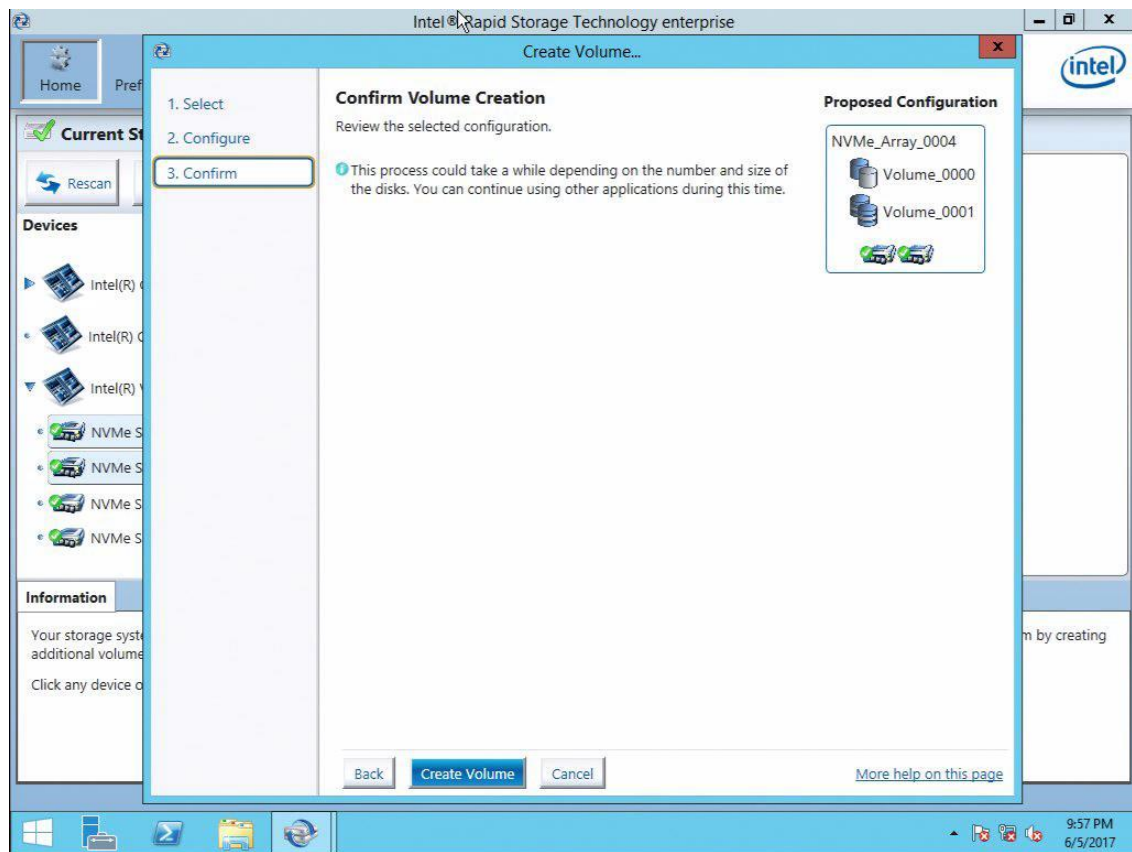 Intel® Rapid Storage Technology enterprise
Home
Pref
intel
Create Volume...
1. Select
2. Configure
3. Confirm
Confirm Volume Creation
Review the selected configuration.
This process could take a while depending on the number and size of
the disks. You can continue using other applications during this time.
Proposed Configuration
NVMe_Array_0004
Volume_0000
Volume_0001
Current St
Rescan
Devices
Intel(R) C
Intel(R) C
Intel(R) V
NVMe S
NVMe S
NVMe S
NVMe S
Information
Your storage syste
m by creating
additional volume
Click any device o
Back
Create Volume
Cancel
More help on this page
9:57 PM
6/5/2017